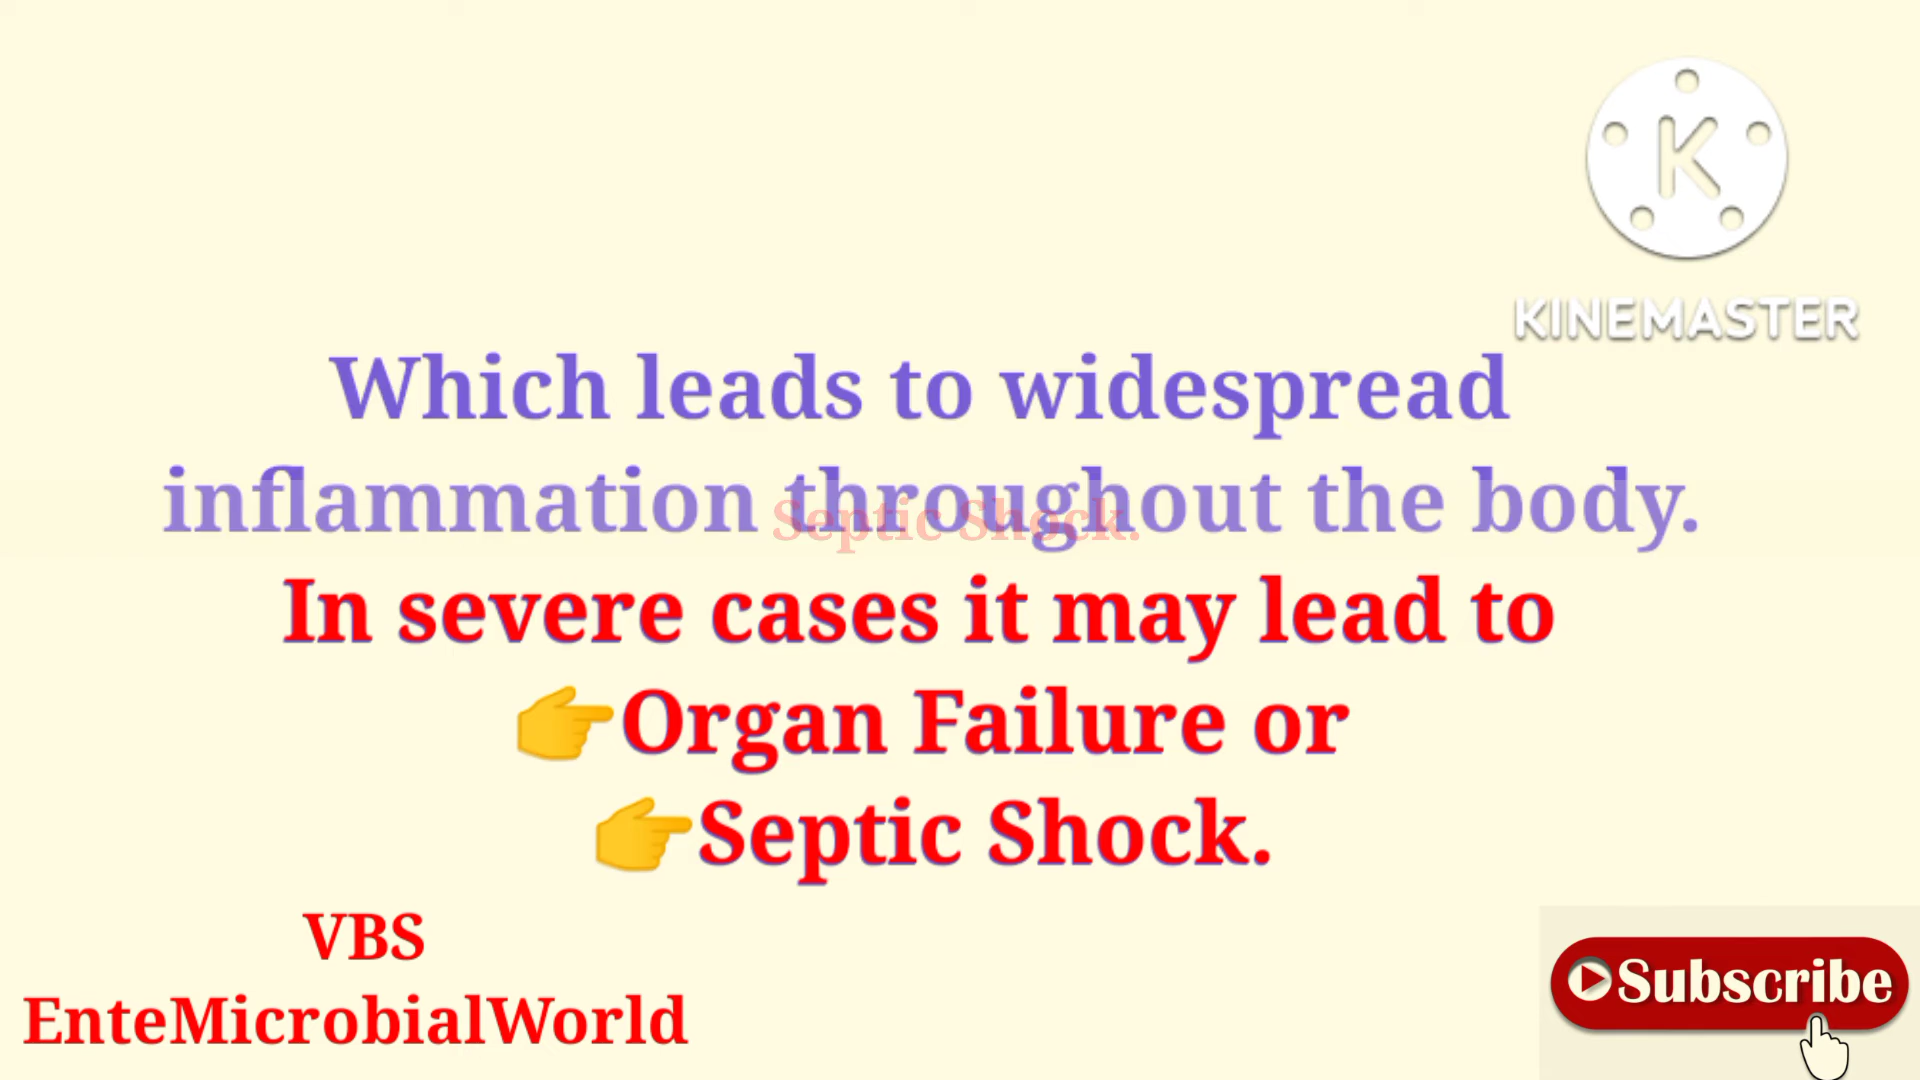 KINEMASTER
Which leads to widespread
inflammation throughout the body.
Septic Shock.
In severe cases it may lead to
👉Organ Failure or
👉Septic Shock.
VBS
EnteMicrobialWorld
Subscribe